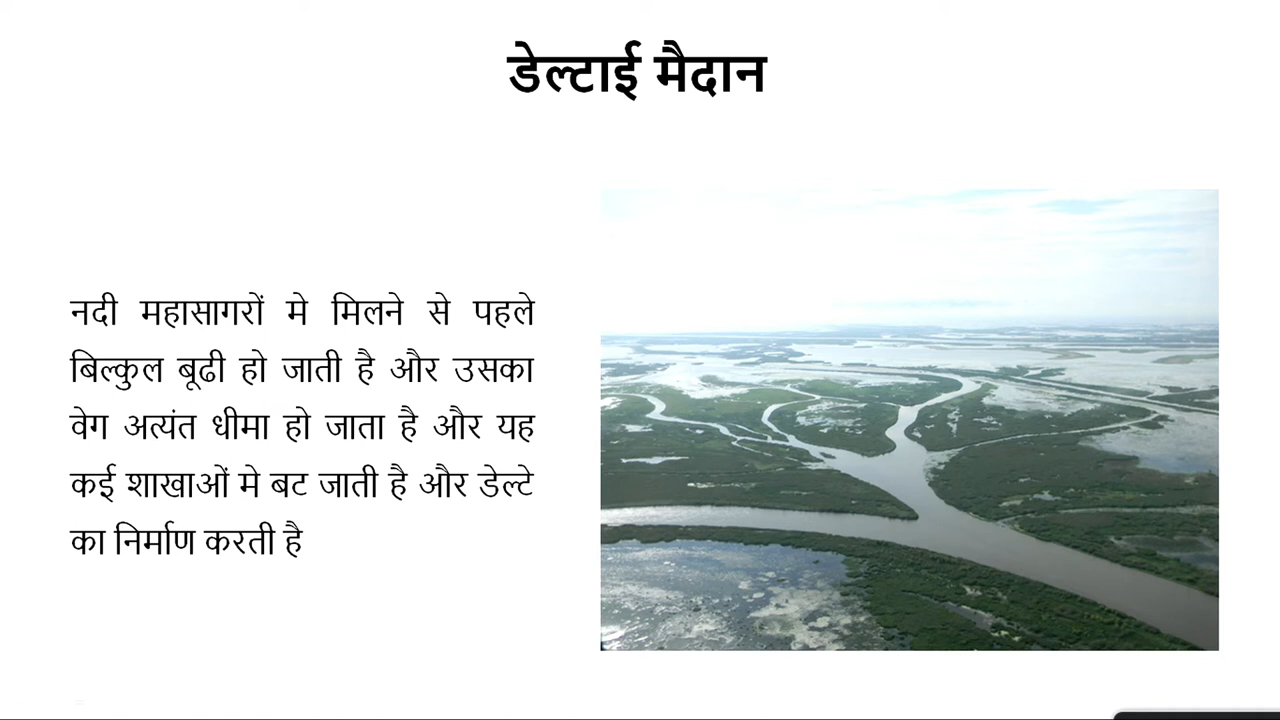 डेल्टाई मैदान
नदी महासागरों मे मिलने से पहले
बिल्कुल बूढी हो जाती है और उसका
वेग अत्यंत धीमा हो जाता है और यह
कई शाखाओं मे बट जाती है और डेल्टे
का निर्माण करती है